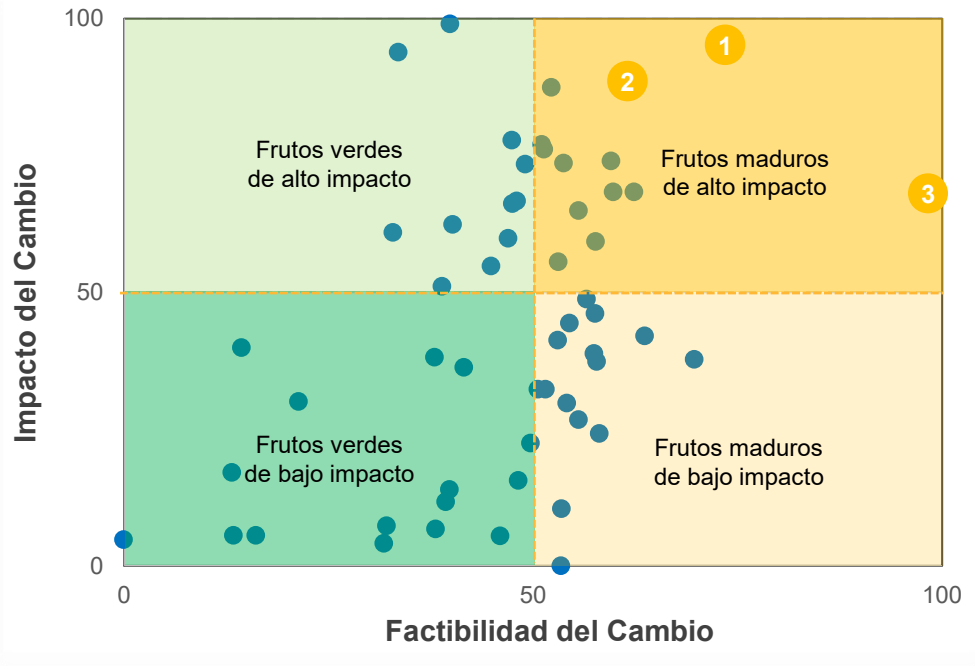 100
1
2
Frutos verdes
de alto impacto
Frutos maduros
de alto impacto
3
Impacto del Cambio
50
Frutos verdes
de bajo impacto
Frutos maduros
de bajo impacto
0
0
50
100
Factibilidad del Cambio